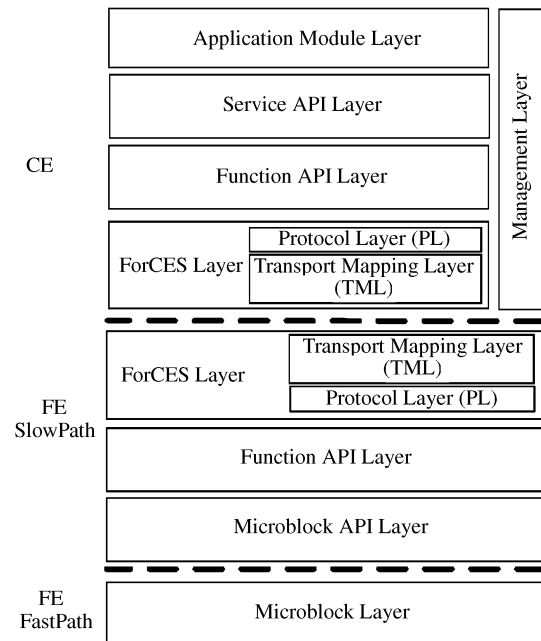 Application Module Layer
Service API Layer
CE
Function API Layer
Management Layer
ForCES Layer
Protocol Layer (PL)
Transport Mapping Layer
(TML)
ForCES Layer
Transport Mapping Layer
(TML)
Protocol Layer (PL)
FE
SlowPath
Function API Layer
Microblock API Layer
FE
FastPath
Microblock Layer